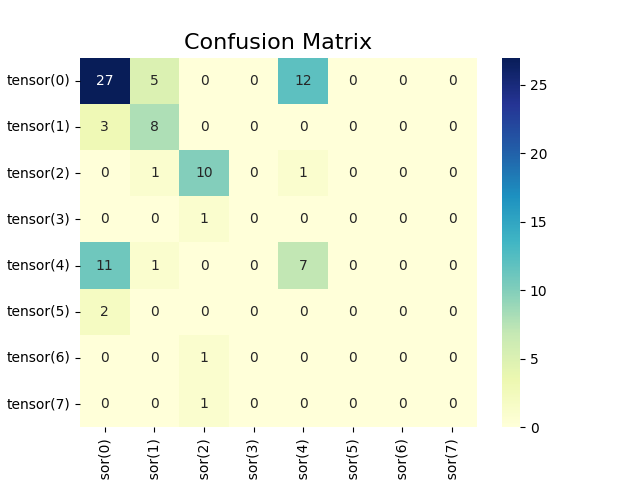 Confusion Matrix
tensor(0) 27 5 0 0 12 0 0 0
tensor(1) 3 8 0 0 0 0 0 0
tensor(2) 0 1 10 0 1 0 0 0
tensor(3) 0 0 1 0 0 0 0 0
tensor(4) 11 1 0 0 7 0 0 0
tensor(5) 2 0 0 0 0 0 0 0
tensor(6) 0 0 1 0 0 0 0 0
tensor(7) 0 0 1 0 0 0 0 0
sor(0) sor(1) sor(2) sor(3) sor(4) sor(5) sor(6) sor(7)
25
20
15
10
5
0